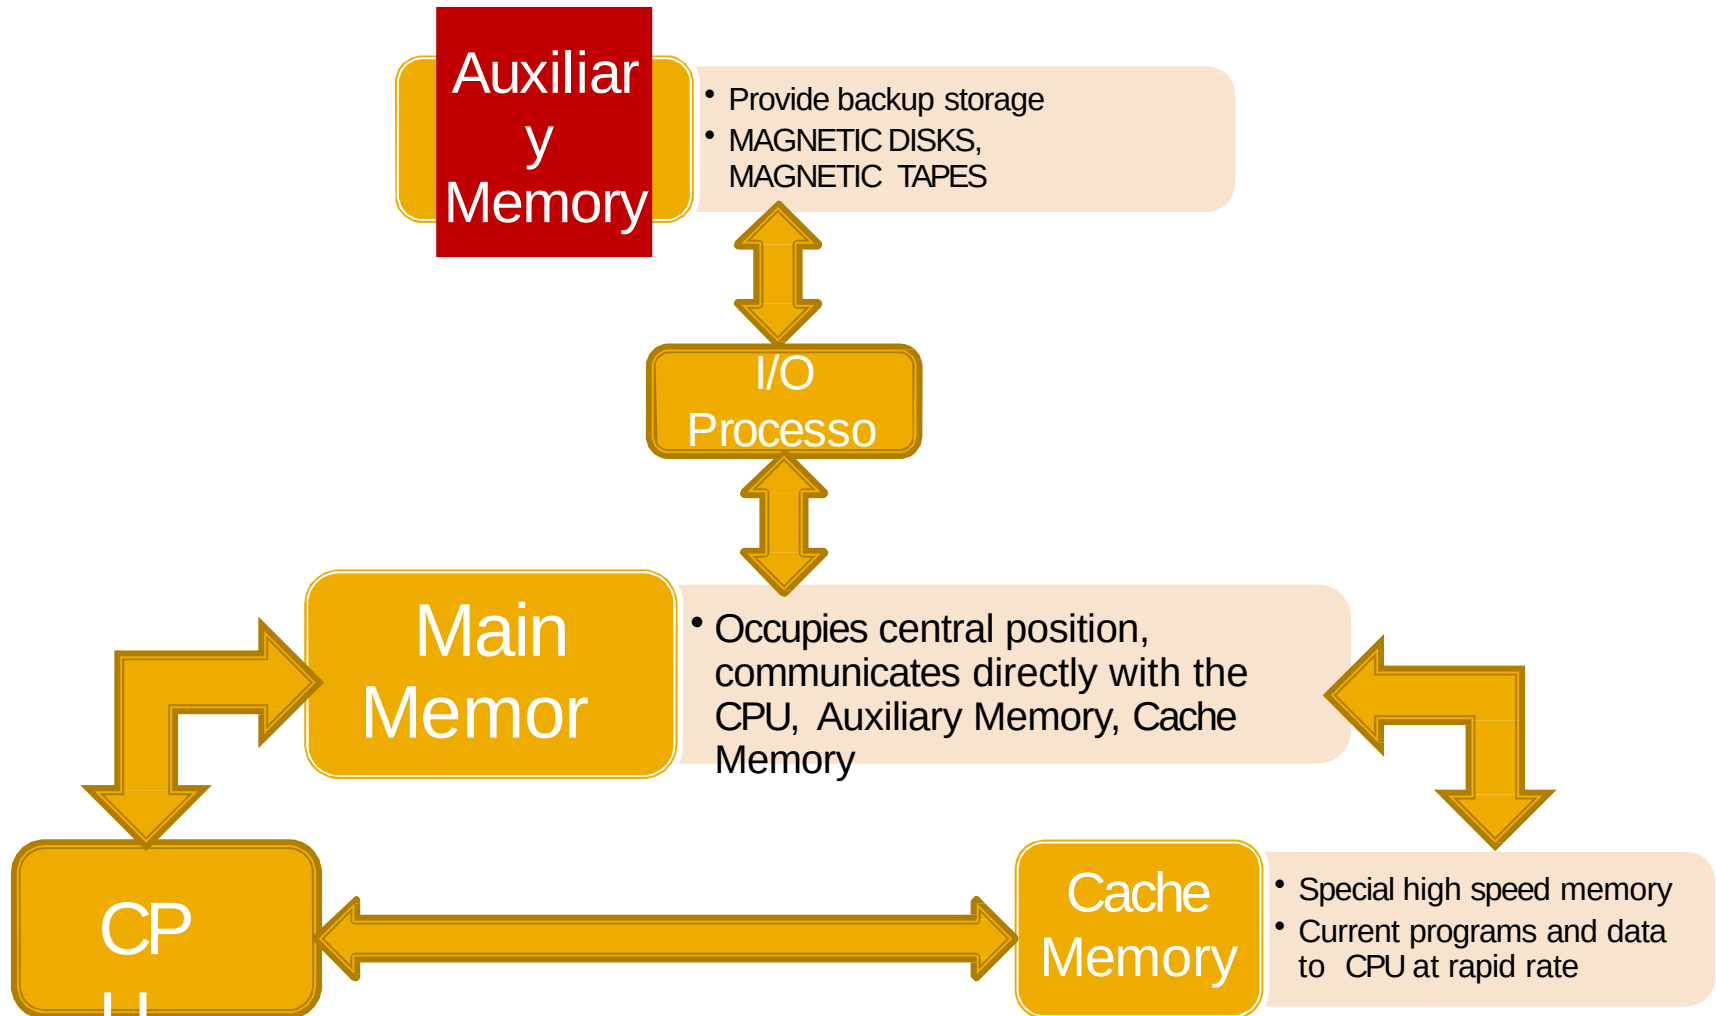 Auxiliar
y
Memory
• Provide backup storage
• MAGNETIC DISKS,
MAGNETIC TAPES
I/O
Processo
Main
Memor
• Occupies central position,
communicates directly with the
CPU, Auxiliary Memory, Cache
Memory
CP
U
Cache
Memory
• Special high speed memory
• Current programs and data
to CPU at rapid rate